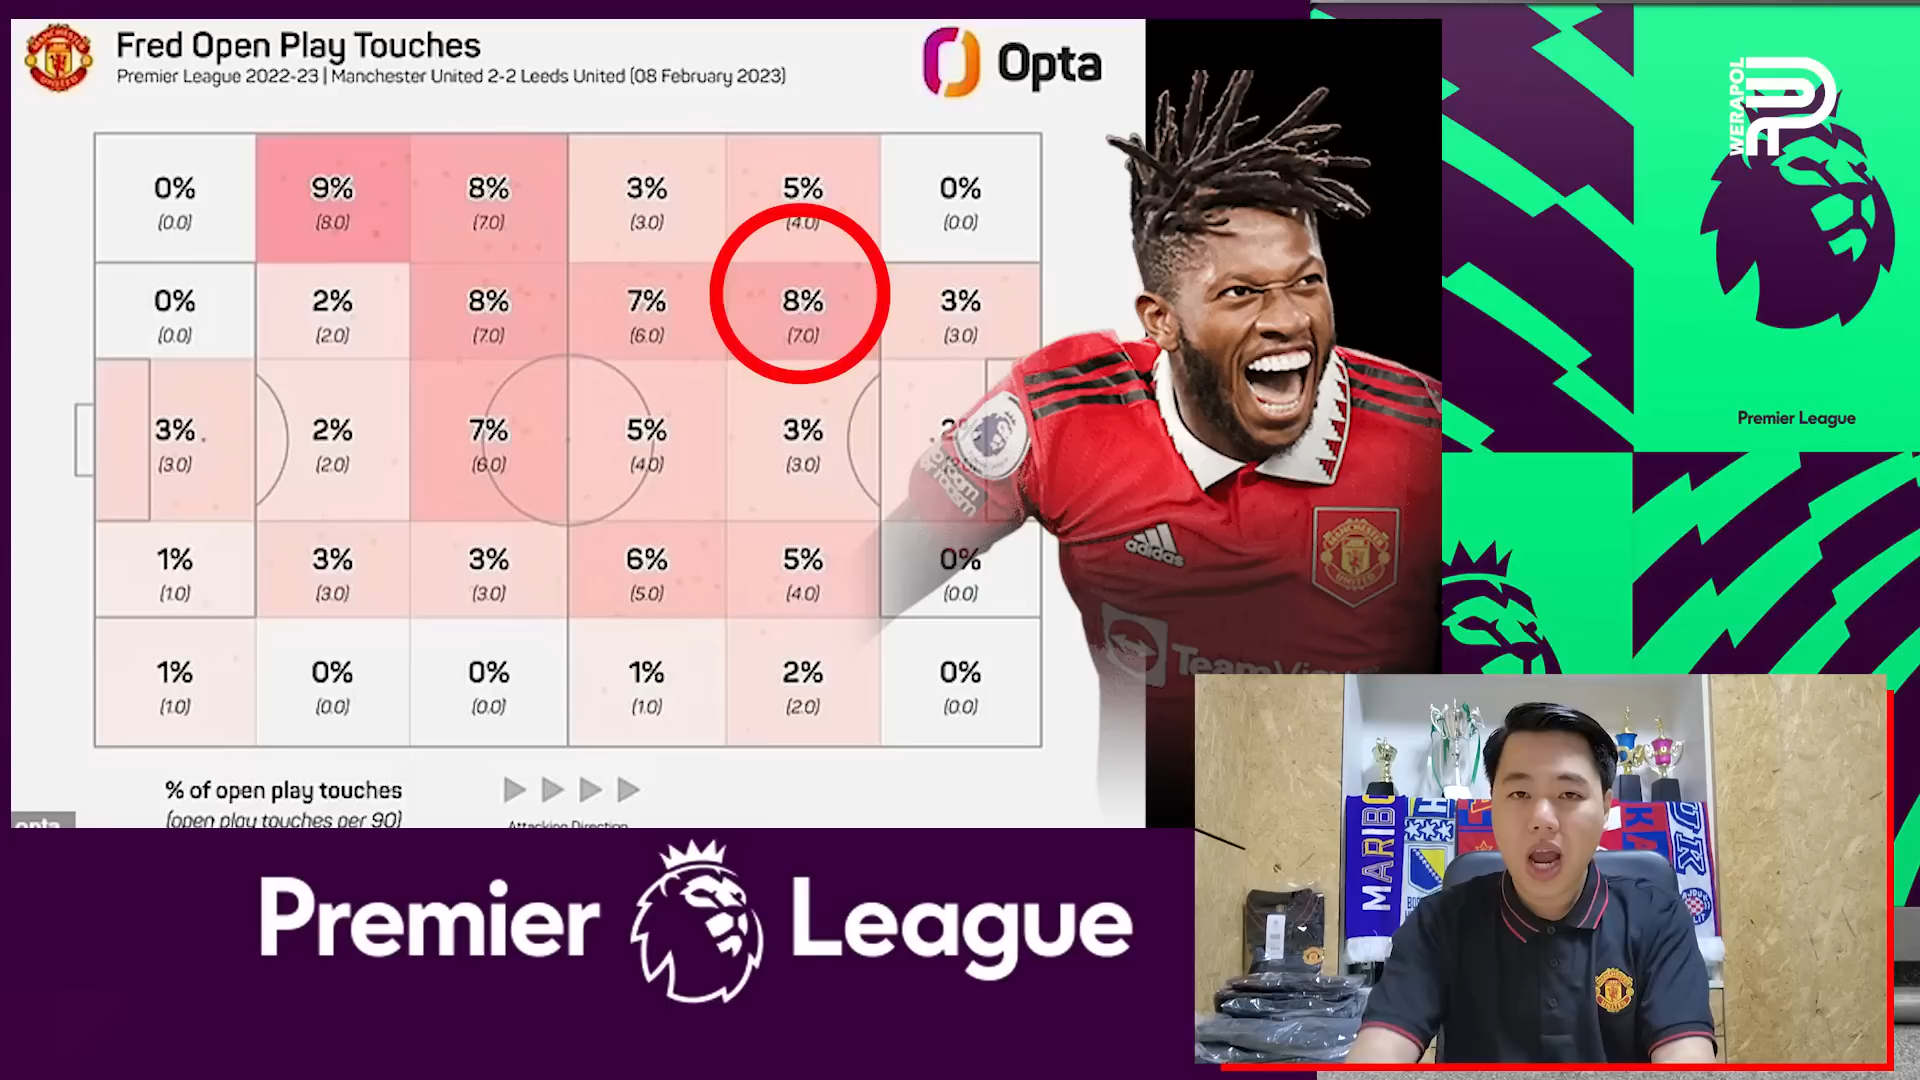 Fred Open Play Touches
Premier League 2022-23 | Manchester United 2-2 Leeds United (08 February 2023)
Opta
0% 9% 8% 3% 5% 0%
(0.0) (8.0) (7.0) (3.0) (4.0) (0.0)
0% 2% 8% 7% 8% 3%
(0.0) (2.0) (7.0) (6.0) (7.0) (3.0)
3% 2% 7% 5% 3%
(3.0) (2.0) (6.0) (4.0) (3.0)
1% 3% 3% 6% 5% 0%
(1.0) (3.0) (3.0) (5.0) (4.0) (0.0)
1% 0% 0% 1% 2% 0%
(1.0) (0.0) (0.0) (1.0) (2.0) (0.0)
% of open play touches
(open play touches per 90)
Attacking Direction
opta
adidas
MANCHESTER
UNITED
WERAPOL
Premier League
Premier League
MARIBO